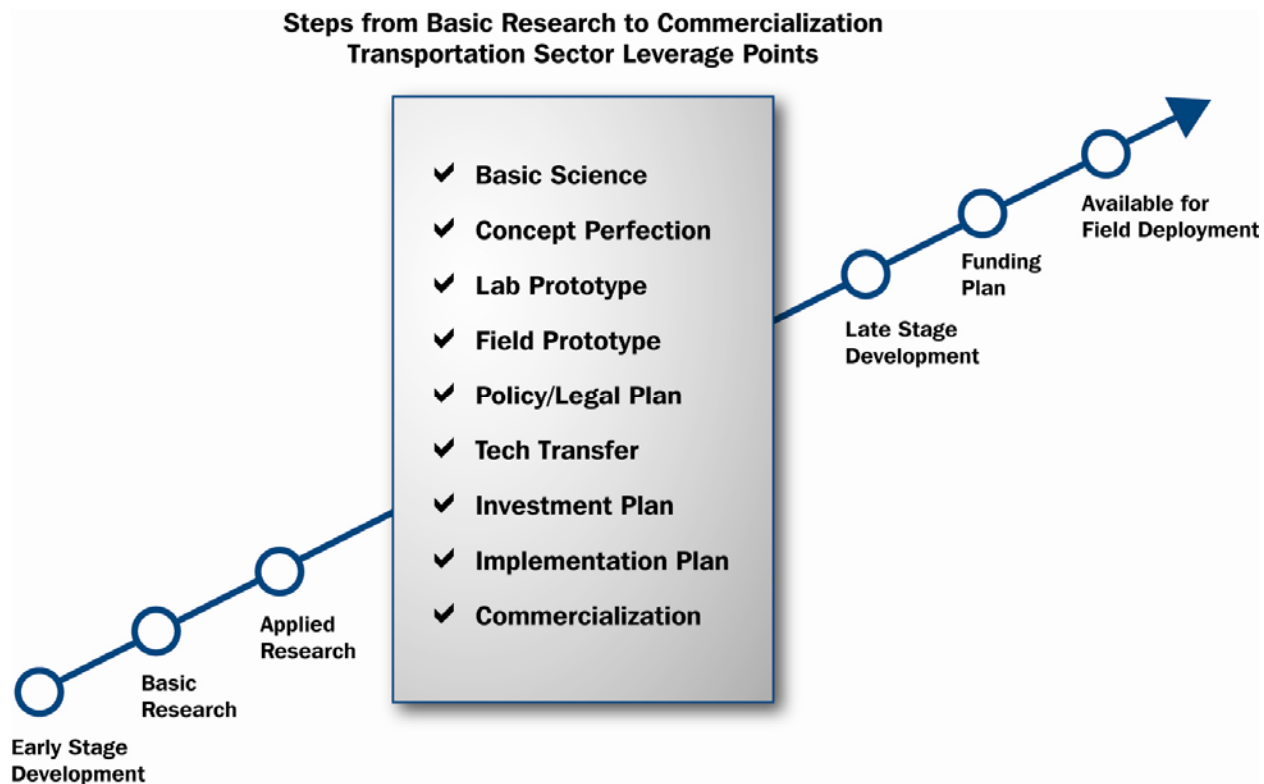 Steps from Basic Research to Commercialization
Transportation Sector Leverage Points
Basic Science
Concept Perfection
Lab Prototype
Field Prototype
Policy/Legal Plan
Tech Transfer
Investment Plan
Implementation Plan
Commercialization
Early Stage
Development
Basic
Research
Applied
Research
Late Stage
Development
Funding
Plan
Available for
Field Deployment